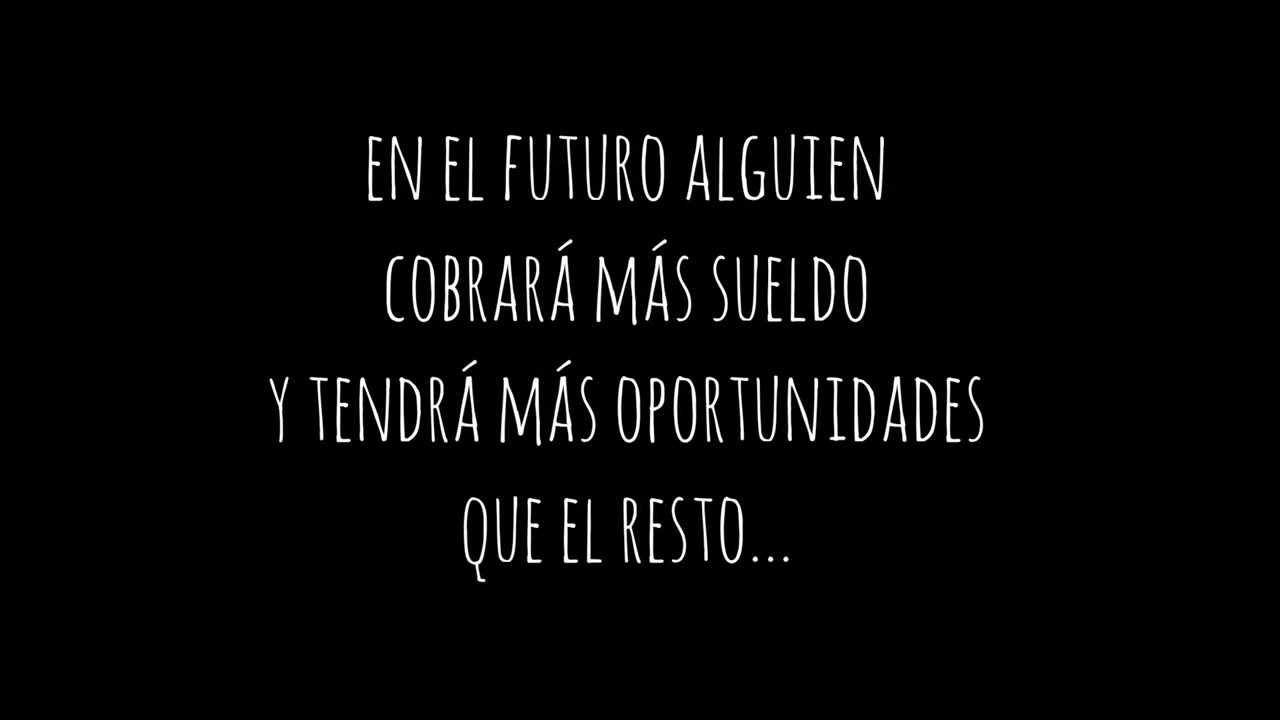 EN EL FUTURO ALGUIEN
COBRARÁ MÁS SUELDO
Y TENDRÁ MÁS OPORTUNIDADES
QUE EL RESTO...